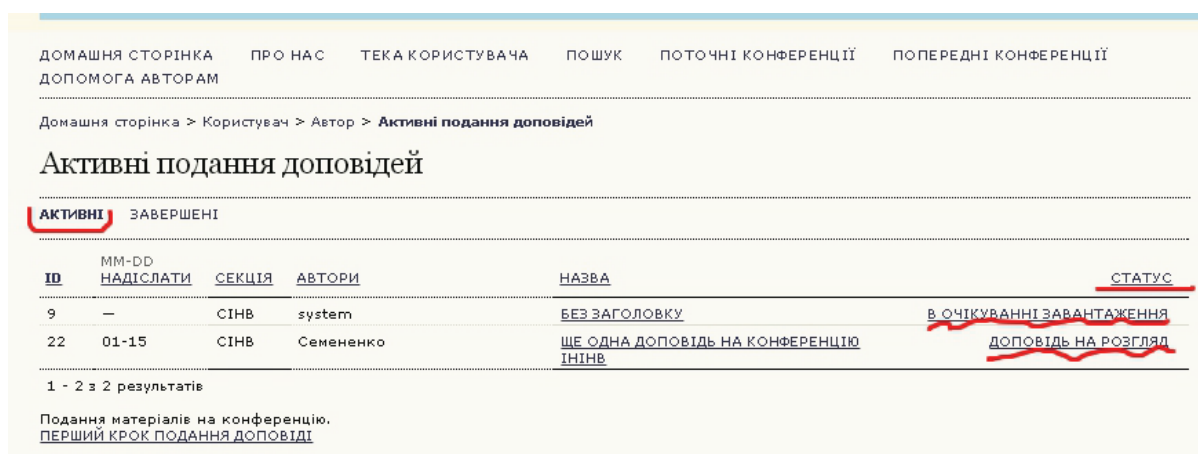 ДОМАШНЯ СТОРІНКА ПРО НАС ТЕКА КОРИСТУВАЧА ПОШУК ПОТОЧНІ КОНФЕРЕНЦІЇ ПОПЕРЕДНІ КОНФЕРЕНЦІЇ
ДОПОМОГА АВТОРАМ
Домашня сторінка > Користувач > Автор > Активні подання доповідей
Активні подання доповідей
АКТИВНІ ЗАВЕРШЕНІ
MM-DD
ID НАДІСЛАТИ СЕКЦІЯ АВТОРИ НАЗВА СТАТУС
9 — СІНВ system БЕЗ ЗАГОЛОВКУ В ОЧІКУВАННІ ЗАВАНТАЖЕННЯ
22 01-15 СІНВ Семененко ЩЕ ОДНА ДОПОВІДЬ НА КОНФЕРЕНЦІЮ ДОПОВІДЬ НА РОЗГЛЯД
ІНІНВ
1 - 2 з 2 результатів
Подання матеріалів на конференцію.
ПЕРШИЙ КРОК ПОДАННЯ ДОПОВІДІ